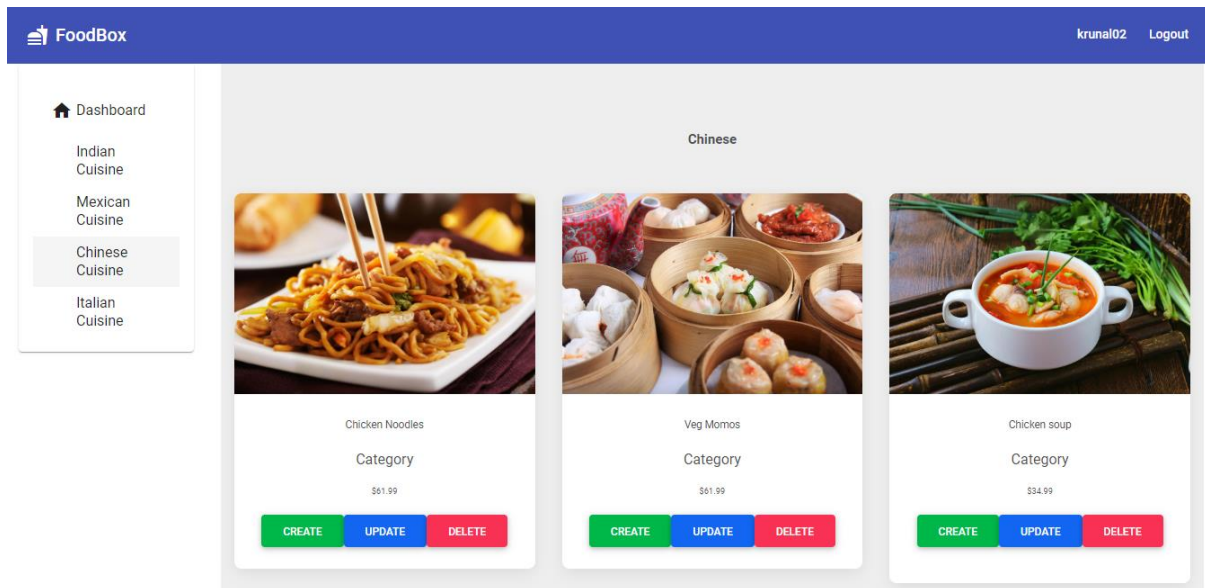 FoodBox
krunal02
Logout
Dashboard
Indian
Cuisine
Mexican
Cuisine
Chinese
Cuisine
Italian
Cuisine
Chinese
Chicken Noodles
Category
$61.99
CREATE UPDATE DELETE
Veg Momos
Category
$61.99
CREATE UPDATE DELETE
Chicken soup
Category
$34.99
CREATE UPDATE DELETE